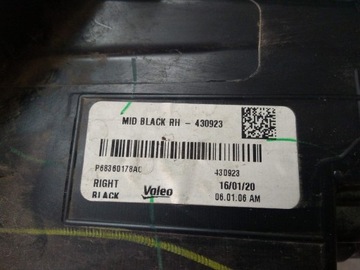 MID BLACK RH - 430923
P68360178AC 430923
RIGHT 16/01/20
BLACK Valeo 06.01:06 AM